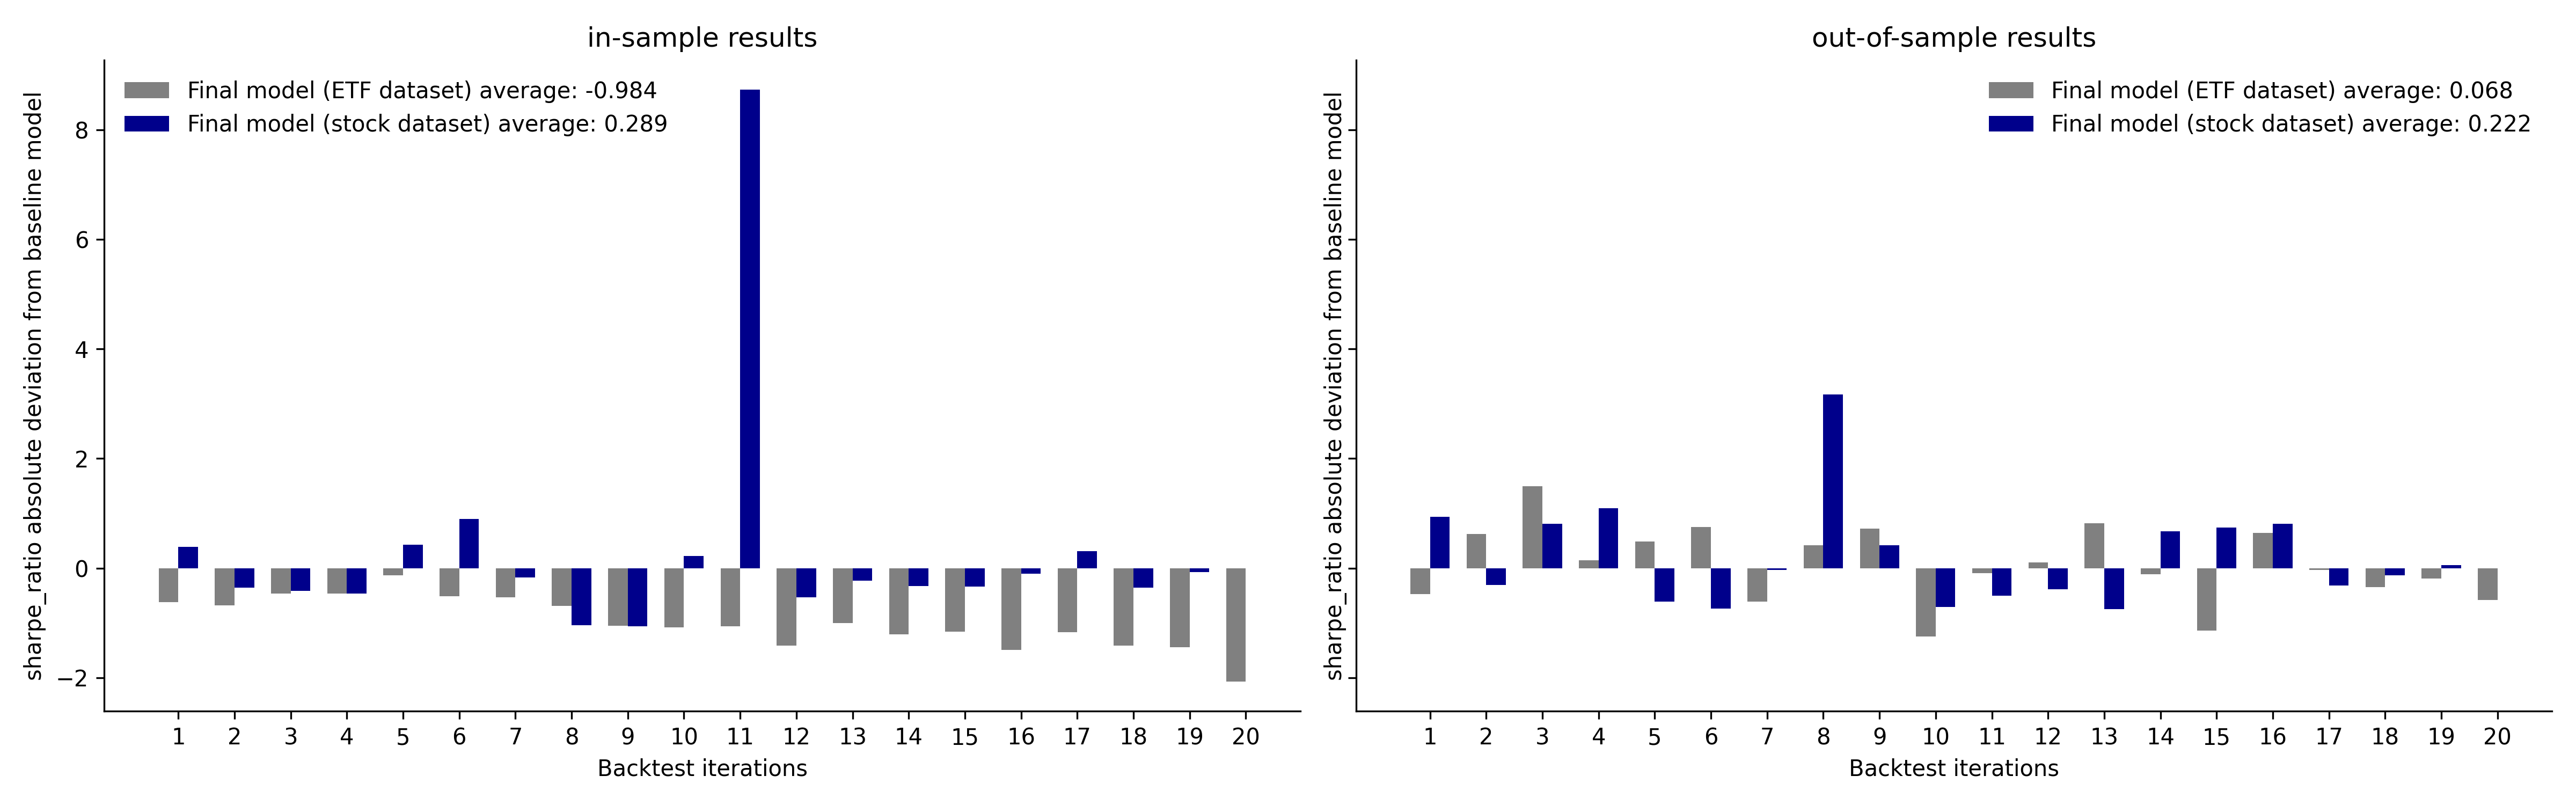 in-sample results
Final model (ETF dataset) average: -0.984
Final model (stock dataset) average: 0.289
sharpe_ratio absolute deviation from baseline model
8
6
4
2
0
−2
1 2 3 4 5 6 7 8 9 10 11 12 13 14 15 16 17 18 19 20
Backtest iterations
out-of-sample results
Final model (ETF dataset) average: 0.068
Final model (stock dataset) average: 0.222
sharpe_ratio absolute deviation from baseline model
1 2 3 4 5 6 7 8 9 10 11 12 13 14 15 16 17 18 19 20
Backtest iterations